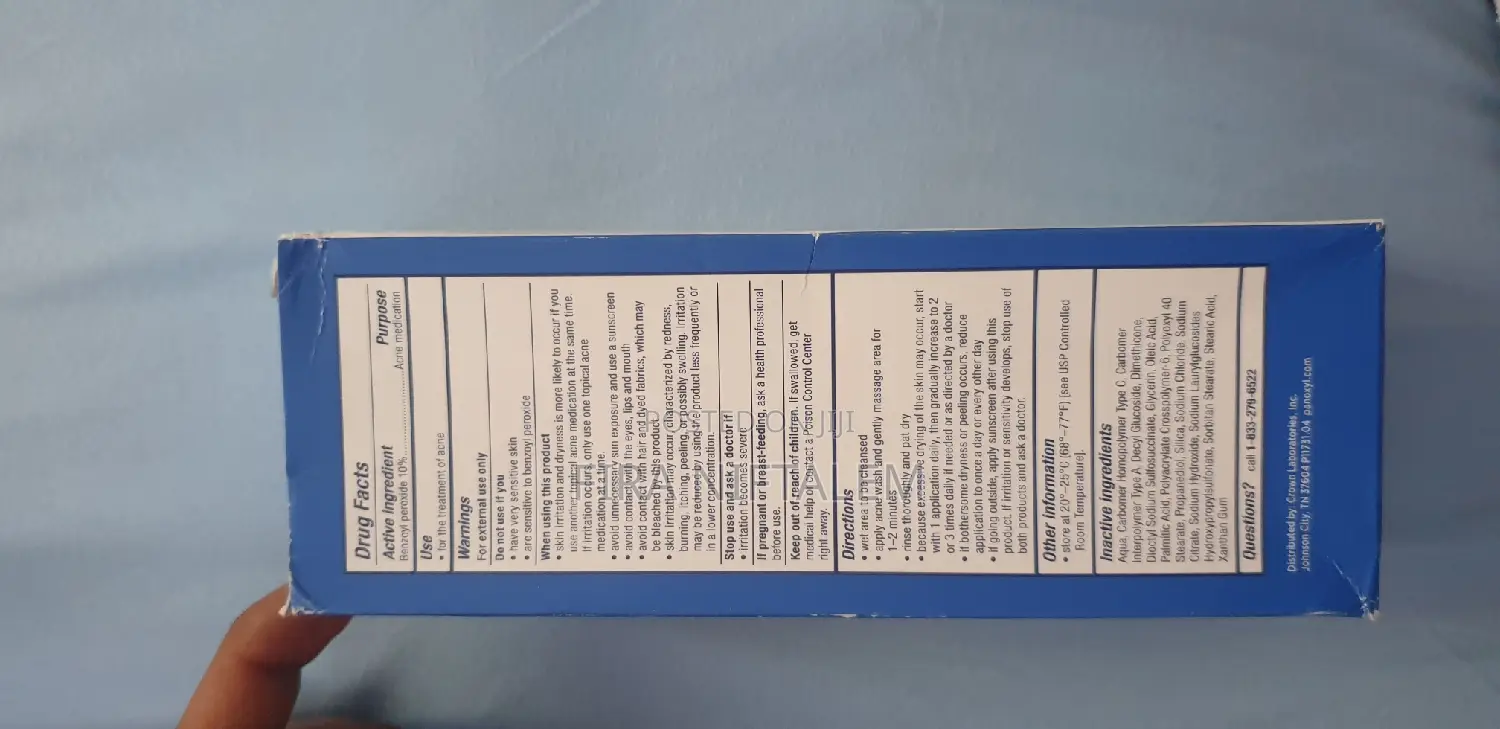 Drug Facts
Active ingredient Purpose
Benzoyl peroxide 10%..............................Acne medication
Use
• for the treatment of acne
Warnings
For external use only
Do not use if you
• have very sensitive skin
• are sensitive to benzoyl peroxide
When using this product
• skin irritation and dryness is more likely to occur if you
use another topical acne medication at the same time.
If irritation occurs, only use one topical acne
medication at a time.
• avoid unnecessary sun exposure and use a sunscreen
• avoid contact with the eyes, lips and mouth
• avoid contact with hair and dyed fabrics, which may
be bleached by this product
• skin irritation may occur, characterized by redness,
burning, itching, peeling, or possibly swelling. Irritation
may be reduced by using the product less frequently or
in a lower concentration.
Stop use and ask a doctor if
• irritation becomes severe
If pregnant or breast-feeding, ask a health professional
before use.
Keep out of reach of children. If swallowed, get
medical help or contact a Poison Control Center
right away.
Directions
• wet area to be cleansed
• apply acne wash and gently massage area for
1–2 minutes
• rinse thoroughly and pat dry
• because excessive drying of the skin may occur, start
with 1 application daily, then gradually increase to 2
or 3 times daily if needed or as directed by a doctor
• if bothersome dryness or peeling occurs, reduce
application to once a day or every other day
• if going outside, apply sunscreen after using this
product. If irritation or sensitivity develops, stop use of
both products and ask a doctor.
Other information
• store at 20°–25°C [68°–77°F] [see USP Controlled
Room Temperature].
Inactive ingredients
Aqua, Carbomer Homopolymer Type C, Carbomer
Interpolymer Type A, Decyl Glucoside, Dimethicone,
Dioctyl Sodium Sulfosuccinate, Glycerin, Oleic Acid,
Palmitic Acid, Polyacrylate Crosspolymer-6, Polyoxyl 40
Stearate, Propanediol, Silica, Sodium Chloride, Sodium
Citrate, Sodium Hydroxide, Sodium Laurylglucosides
Hydroxypropylsulfonate, Sorbitan Stearate, Stearic Acid,
Xanthan Gum
Questions? call 1-833-279-6522
Distributed by: Crown Laboratories, Inc.
Johnson City, TN 37604 P11731.04 panoxyl.com
POSTED ON JIJI